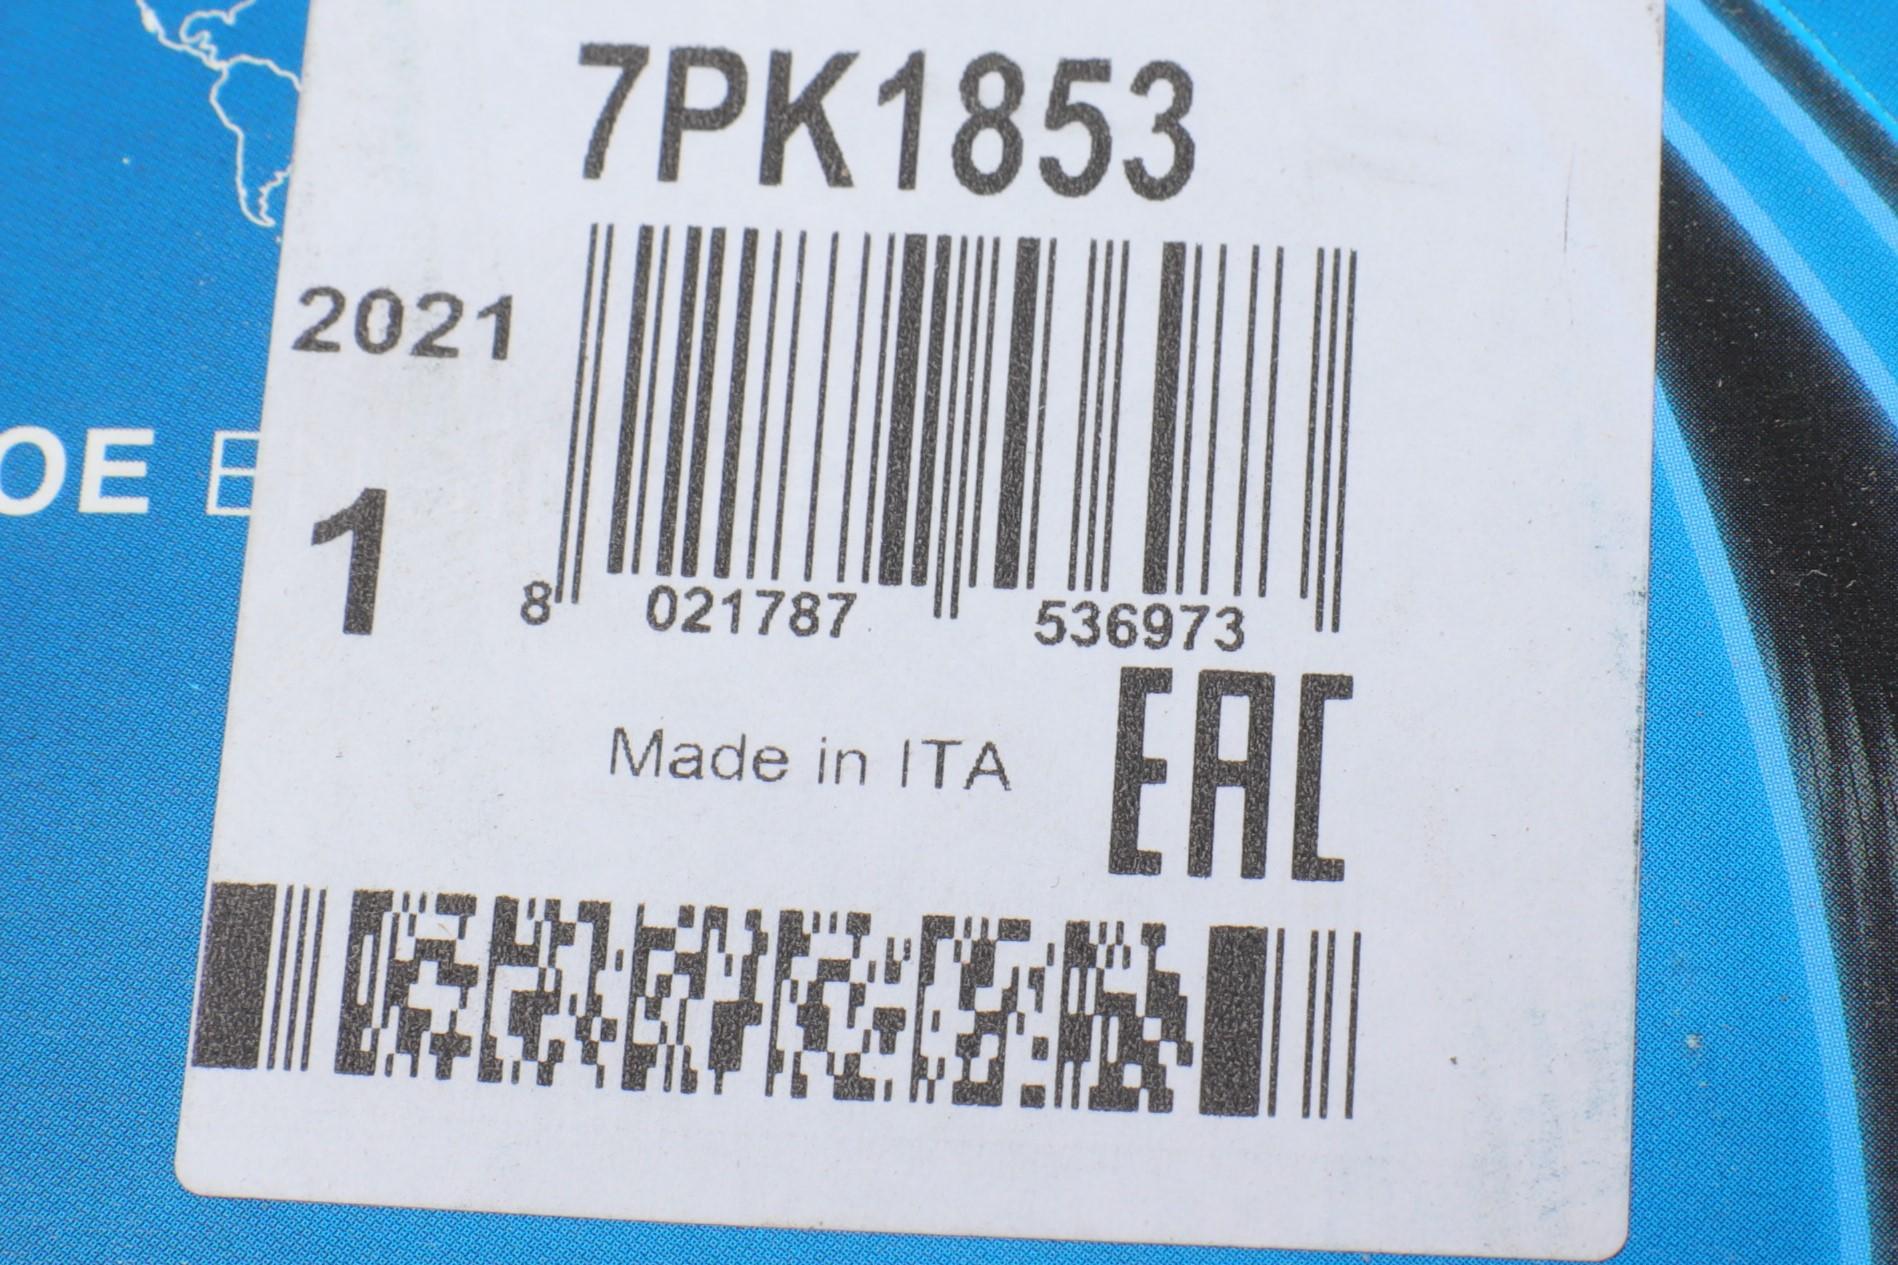 7PK1853
2021
OE
1
8 021787 536973
Made in ITA
EAC